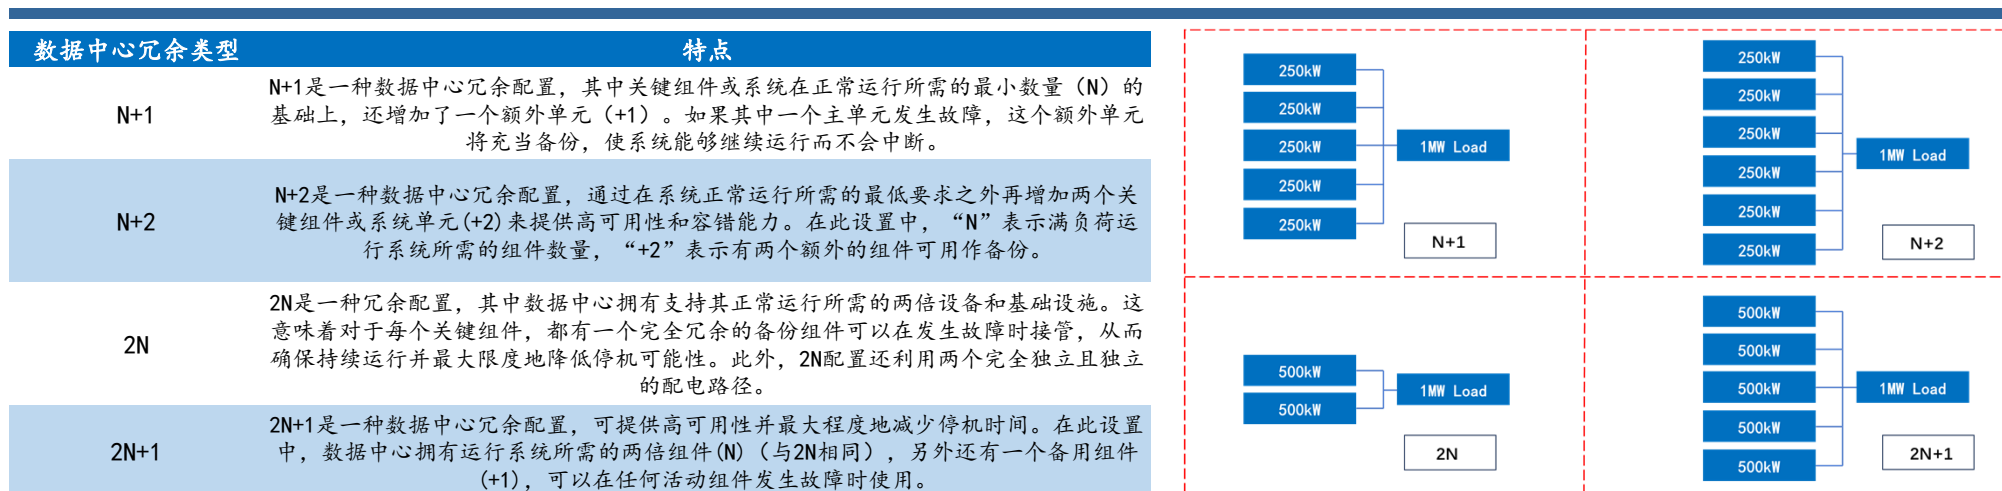 数据中心冗余类型
特点
N+1
N+1是一种数据中心冗余配置，其中关键组件或系统在正常运行所需的最小数量（N）的
基础上，还增加了一个额外单元（+1）。如果其中一个主单元发生故障，这个额外单元
将充当备份，使系统能够继续运行而不会中断。
N+2
N+2是一种数据中心冗余配置，通过在系统正常运行所需的最低要求之外再增加两个关
键组件或系统单元(+2)来提供高可用性和容错能力。在此设置中，“N”表示满负荷运
行系统所需的组件数量，“+2”表示有两个额外的组件可用作备份。
2N
2N是一种冗余配置，其中数据中心拥有支持其正常运行所需的两倍设备和基础设施。这
意味着对于每个关键组件，都有一个完全冗余的备份组件可以在发生故障时接管，从而
确保持续运行并最大限度地降低停机可能性。此外，2N配置还利用两个完全独立且独立
的配电路径。
2N+1
2N+1是一种数据中心冗余配置，可提供高可用性并最大程度地减少停机时间。在此设置
中，数据中心拥有运行系统所需的两倍组件(N)（与2N相同），另外还有一个备用组件
(+1)，可以在任何活动组件发生故障时使用。
250kW
250kW
250kW
250kW
250kW
1MW Load
N+1
250kW
250kW
250kW
250kW
250kW
250kW
1MW Load
N+2
500kW
500kW
1MW Load
2N
500kW
500kW
500kW
500kW
500kW
1MW Load
2N+1